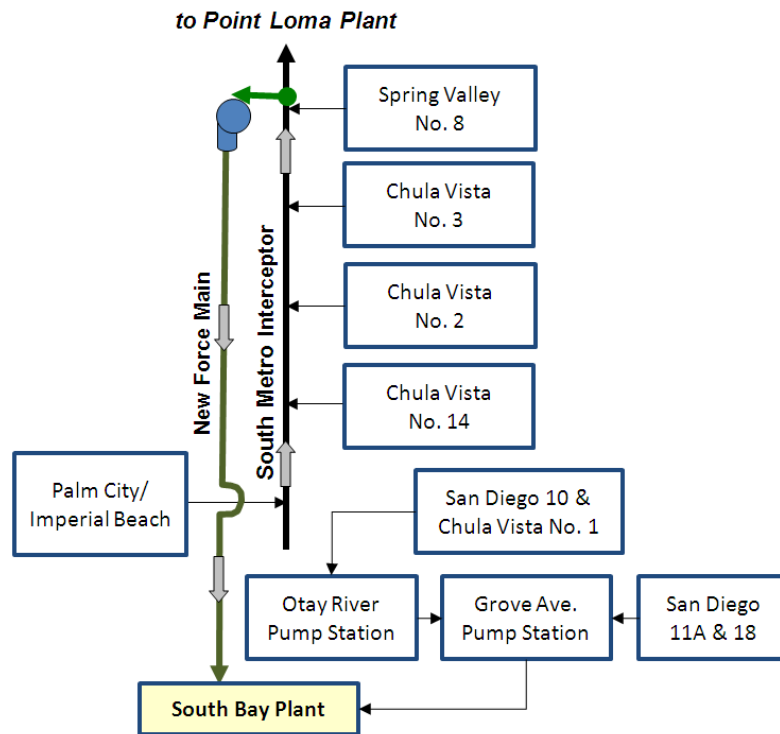 to Point Loma Plant
Spring Valley
No. 8
Chula Vista
No. 3
New Force Main
South Metro Interceptor
Chula Vista
No. 2
Chula Vista
No. 14
Palm City/
Imperial Beach
San Diego 10 &
Chula Vista No. 1
Otay River
Pump Station
Grove Ave.
Pump Station
San Diego
11A & 18
South Bay Plant